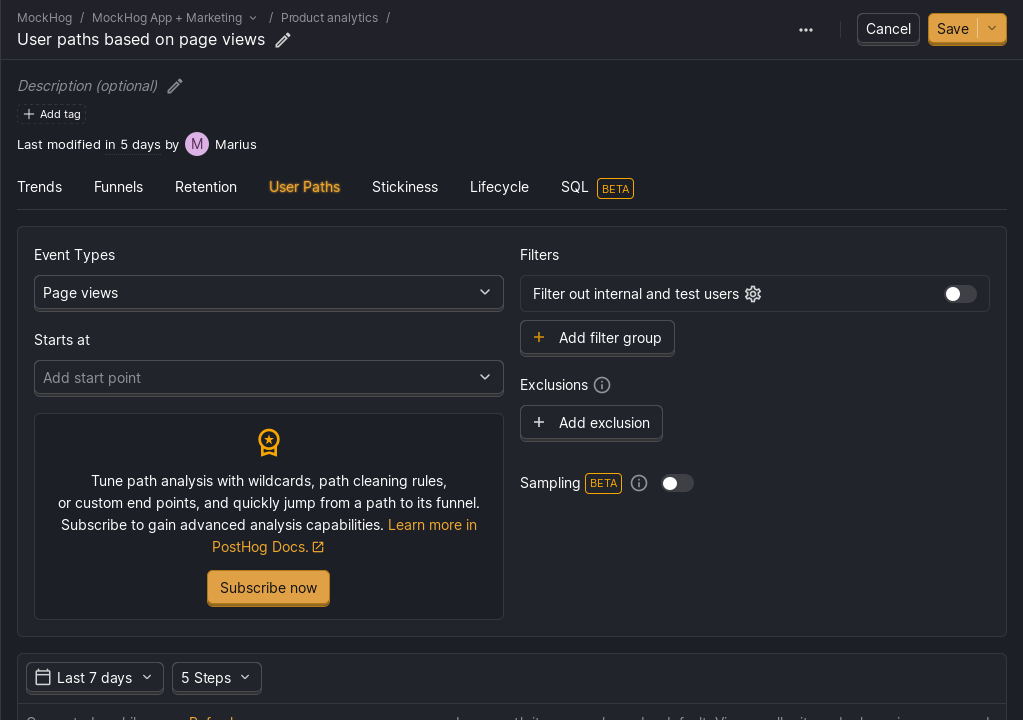 MockHog / MockHog App + Marketing / Product analytics /
User paths based on page views
Cancel
Save
Description (optional)
Add tag
Last modified in 5 days by M Marius
Trends Funnels Retention User Paths Stickiness Lifecycle SQL BETA
Event Types
Page views
Starts at
Add start point
Tune path analysis with wildcards, path cleaning rules,
or custom end points, and quickly jump from a path to its funnel.
Subscribe to gain advanced analysis capabilities. Learn more in
PostHog Docs.
Subscribe now
Filters
Filter out internal and test users
Add filter group
Exclusions
Add exclusion
Sampling BETA
Last 7 days
5 Steps